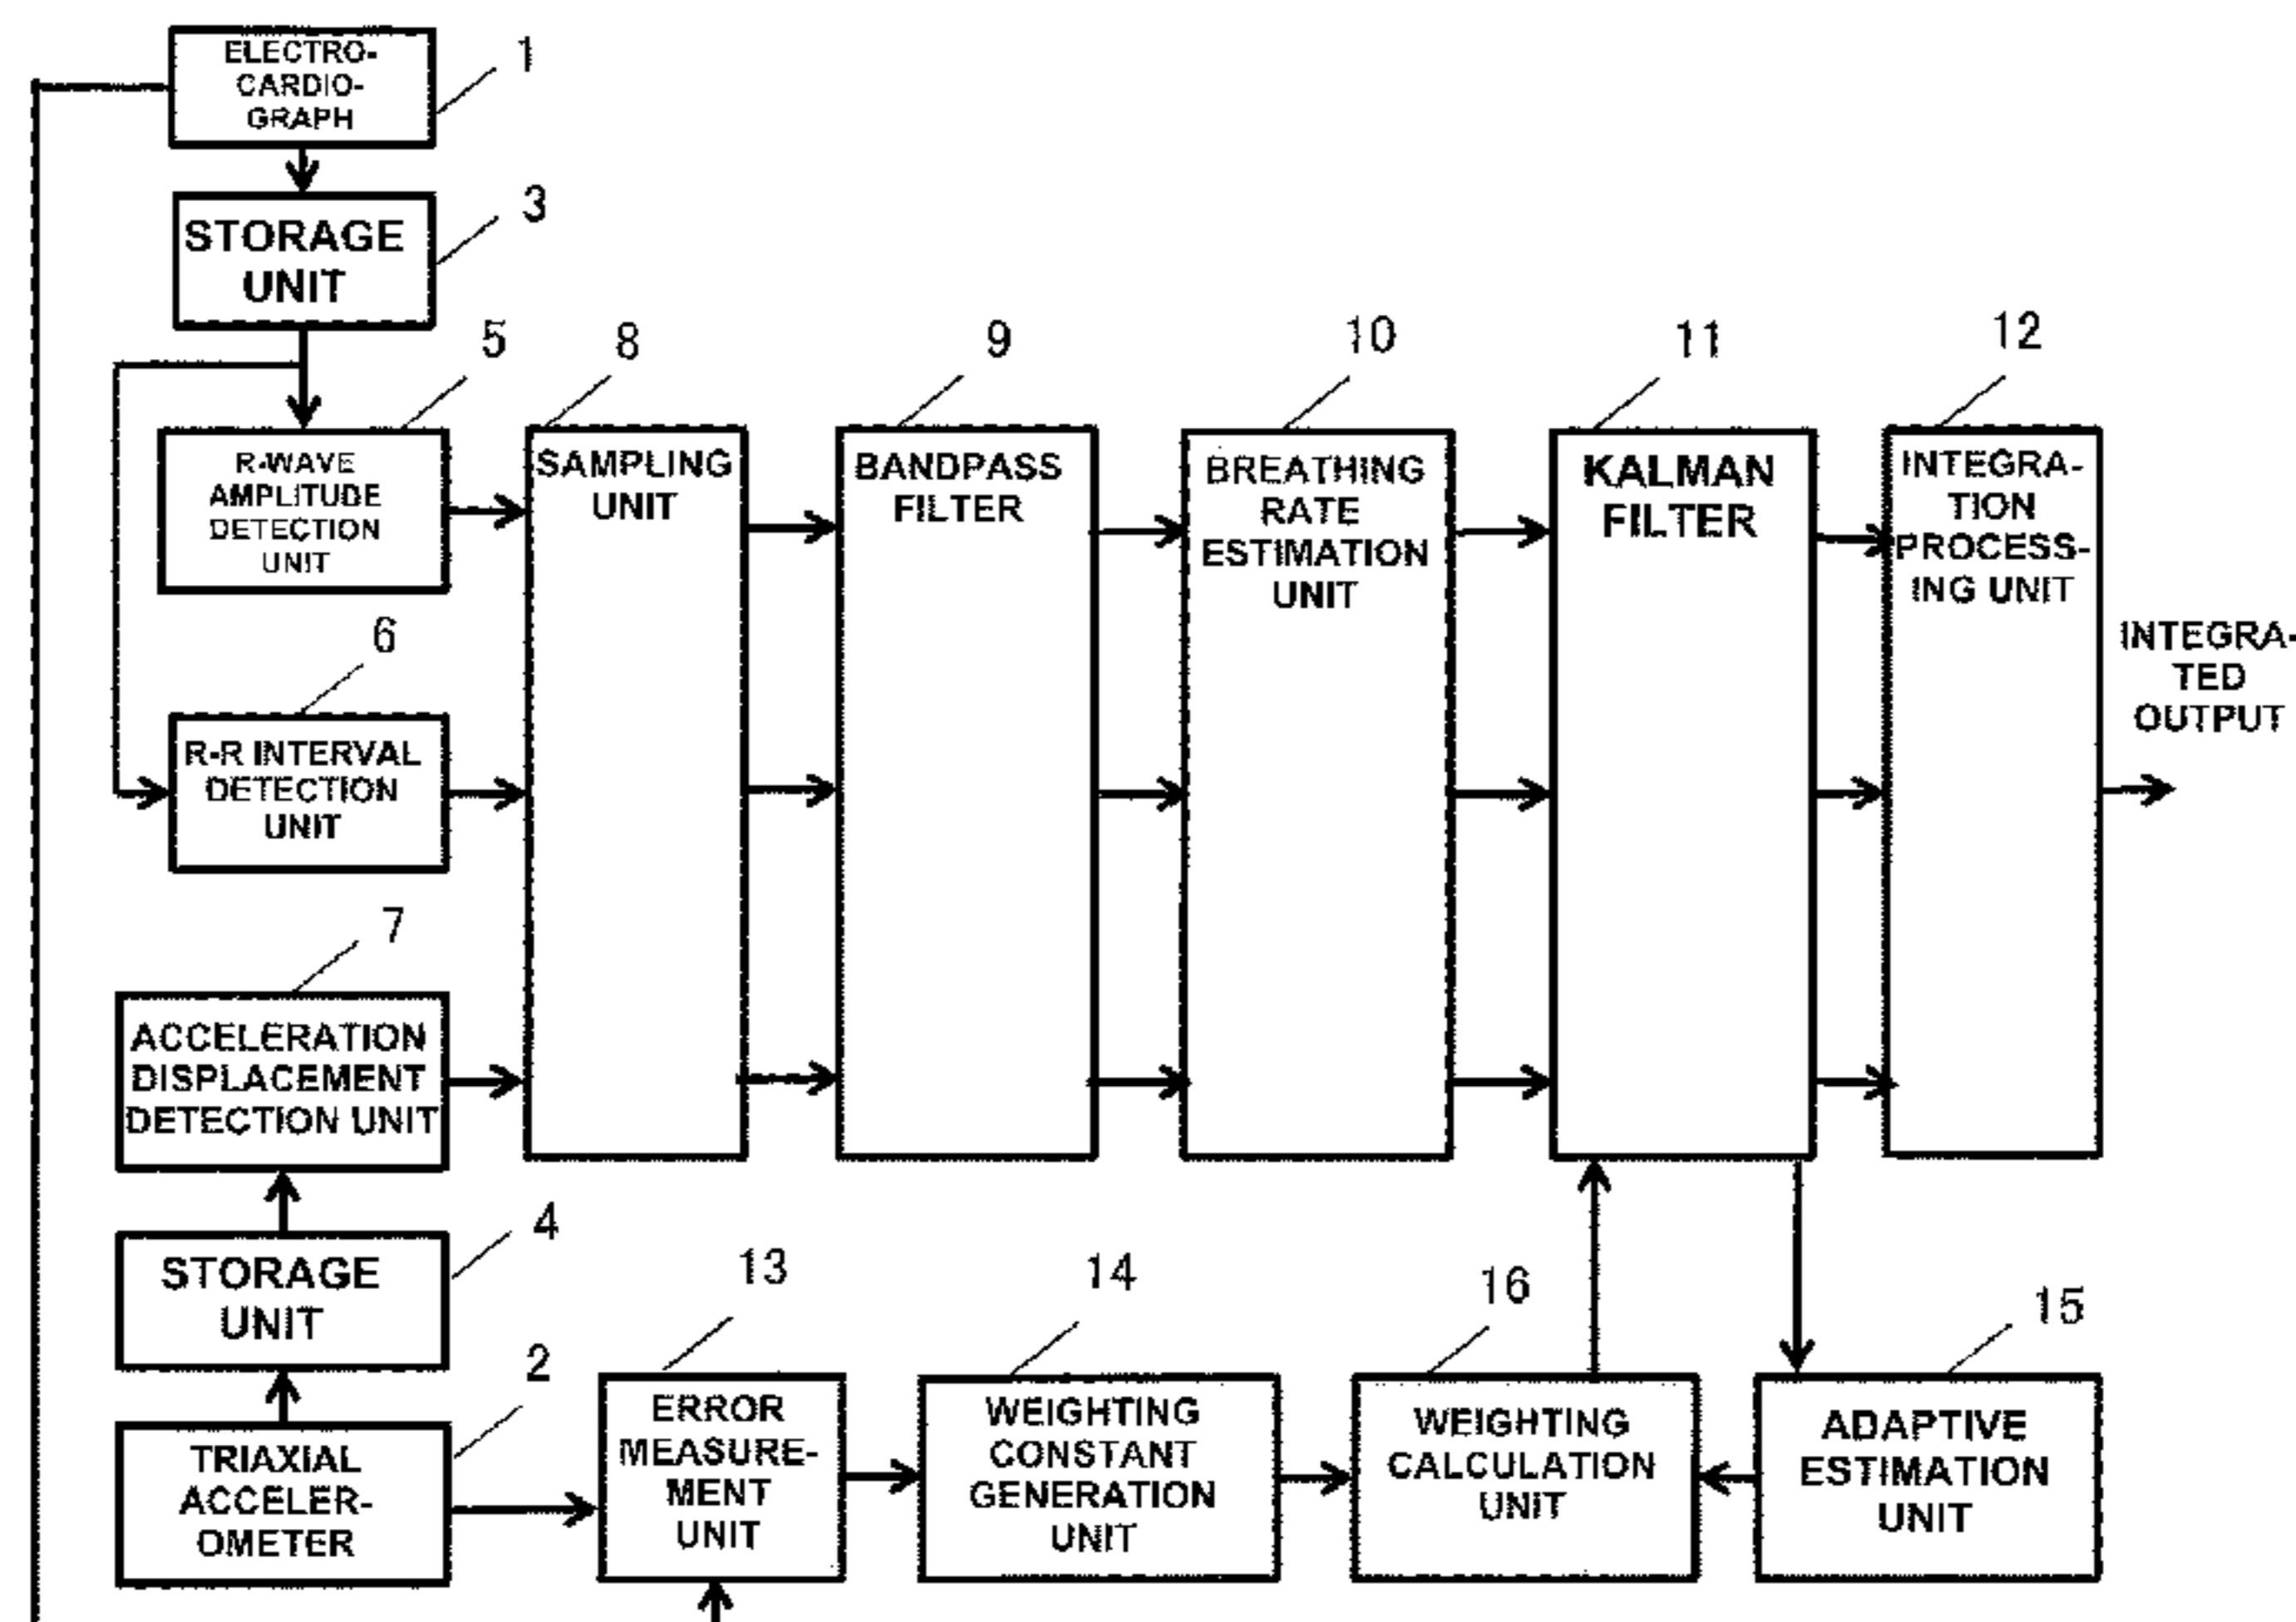 ELECTRO-
CARDIO-
GRAPH
1
STORAGE
UNIT
3
5
8
9
10
11
12
R-WAVE
AMPLITUDE
DETECTION
UNIT
SAMPLING
UNIT
BANDPASS
FILTER
BREATHING
RATE
ESTIMATION
UNIT
KALMAN
FILTER
INTEGRA-
TION
PROCESS-
ING UNIT
INTEGRA-
TED
OUTPUT
6
R-R INTERVAL
DETECTION
UNIT
7
ACCELERATION
DISPLACEMENT
DETECTION UNIT
4
STORAGE
UNIT
2
TRIAXIAL
ACCELER-
OMETER
13
ERROR
MEASURE-
MENT
UNIT
14
WEIGHTING
CONSTANT
GENERATION
UNIT
16
WEIGHTING
CALCULATION
UNIT
15
ADAPTIVE
ESTIMATION
UNIT